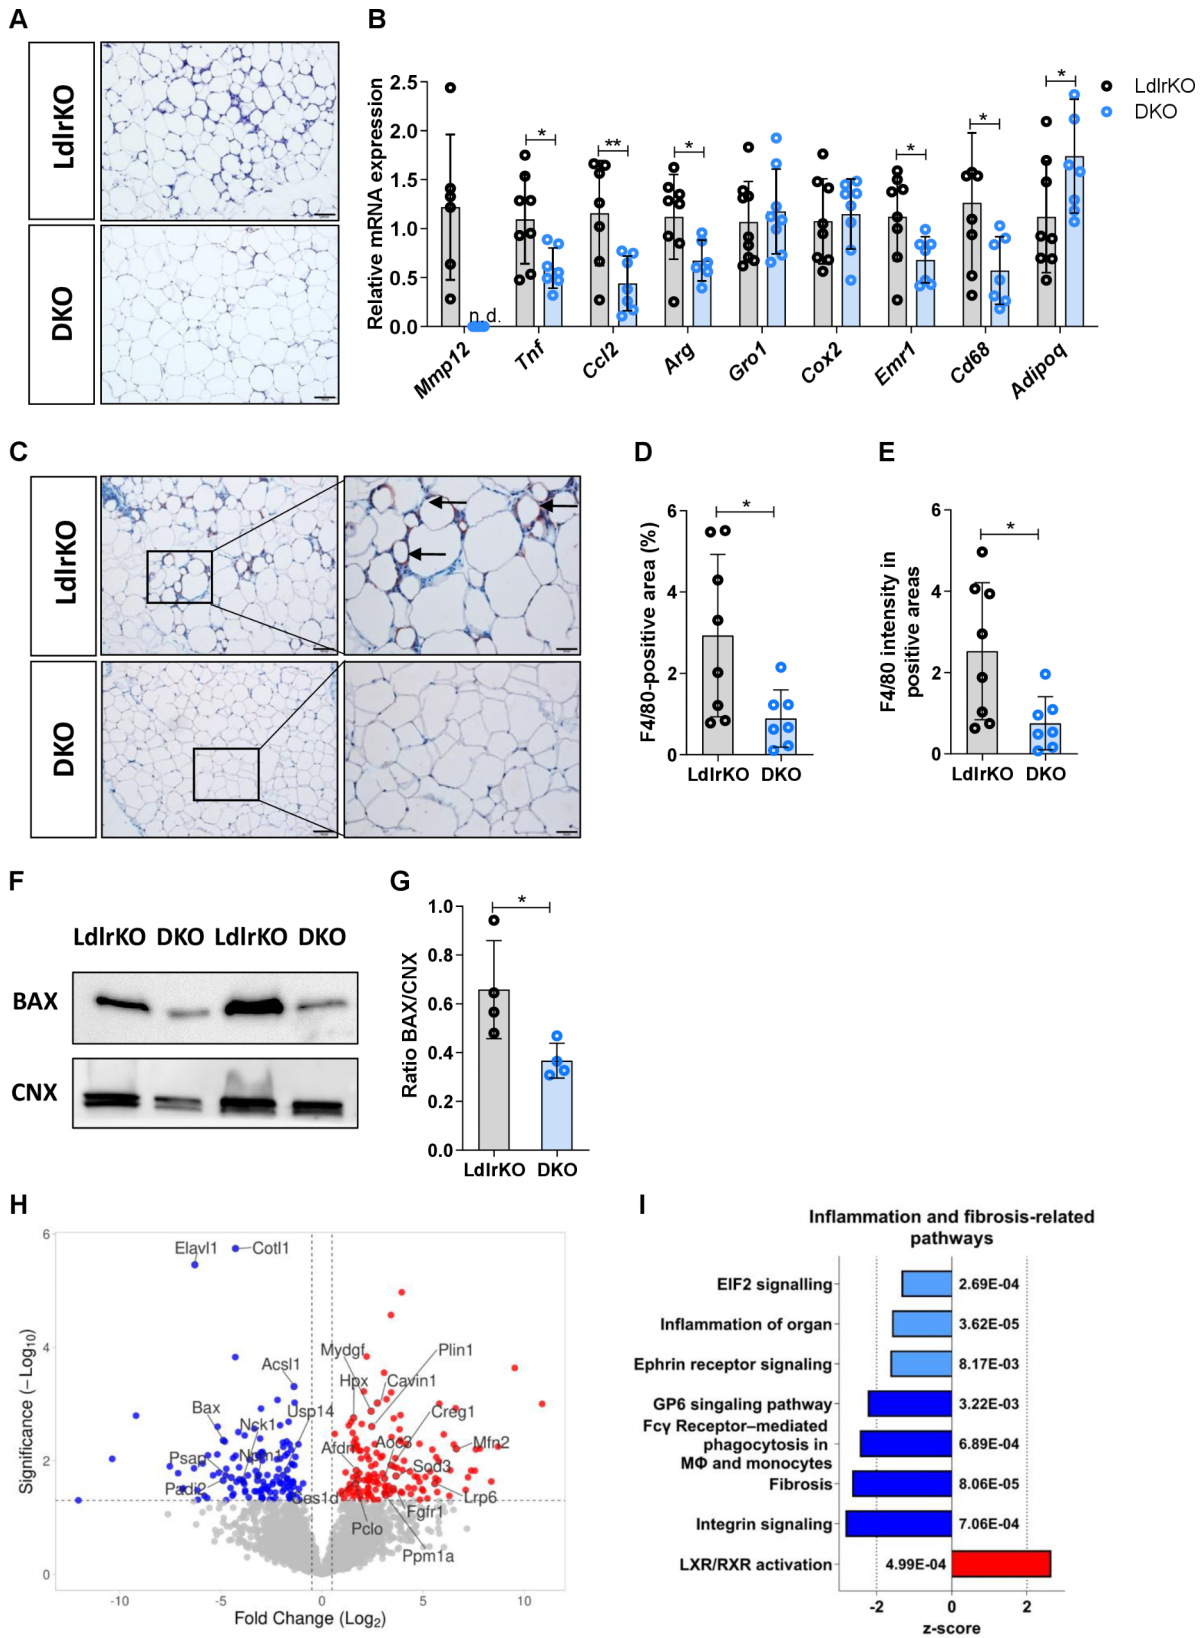 A
LdlrKO
DKO
B
Relative mRNA expression
2.5
2.0
1.5
1.0
0.5
0.0
n.d.
*
**
*
*
*
*
Mmp12
Tnf
Ccl2
Arg
Gro1
Cox2
Emr1
Cd68
Adipoq
LdlrKO
DKO
C
LdlrKO
DKO
D
F4/80-positive area (%)
6
4
2
0
*
LdlrKO DKO
E
F4/80 intensity in
positive areas
6
4
2
0
*
LdlrKO DKO
F
LdlrKO DKO LdlrKO DKO
BAX
CNX
G
Ratio BAX/CNX
1.0
0.8
0.6
0.4
0.2
0.0
*
LdlrKO DKO
H
Significance (−Log10)
6
4
2
0
Elavl1
Cotl1
Acsl1
Mydgf
Plin1
Hpx
Cavin1
Bax
Nck1
Usp14
Creg1
Afdn
Aoc3
Mfn2
Psap
Npm1
Sod3
Padi2
Ces1d
Lrp6
Fgfr1
Pclo
Ppm1a
-10
-5
0
5
10
Fold Change (Log2)
I
Inflammation and fibrosis-related
pathways
EIF2 signalling
2.69E-04
Inflammation of organ
3.62E-05
Ephrin receptor signaling
8.17E-03
GP6 singaling pathway
3.22E-03
Fcγ Receptor–mediated
phagocytosis in
MΦ and monocytes
6.89E-04
Fibrosis
8.06E-05
Integrin signaling
7.06E-04
LXR/RXR activation
4.99E-04
-2
0
2
z-score